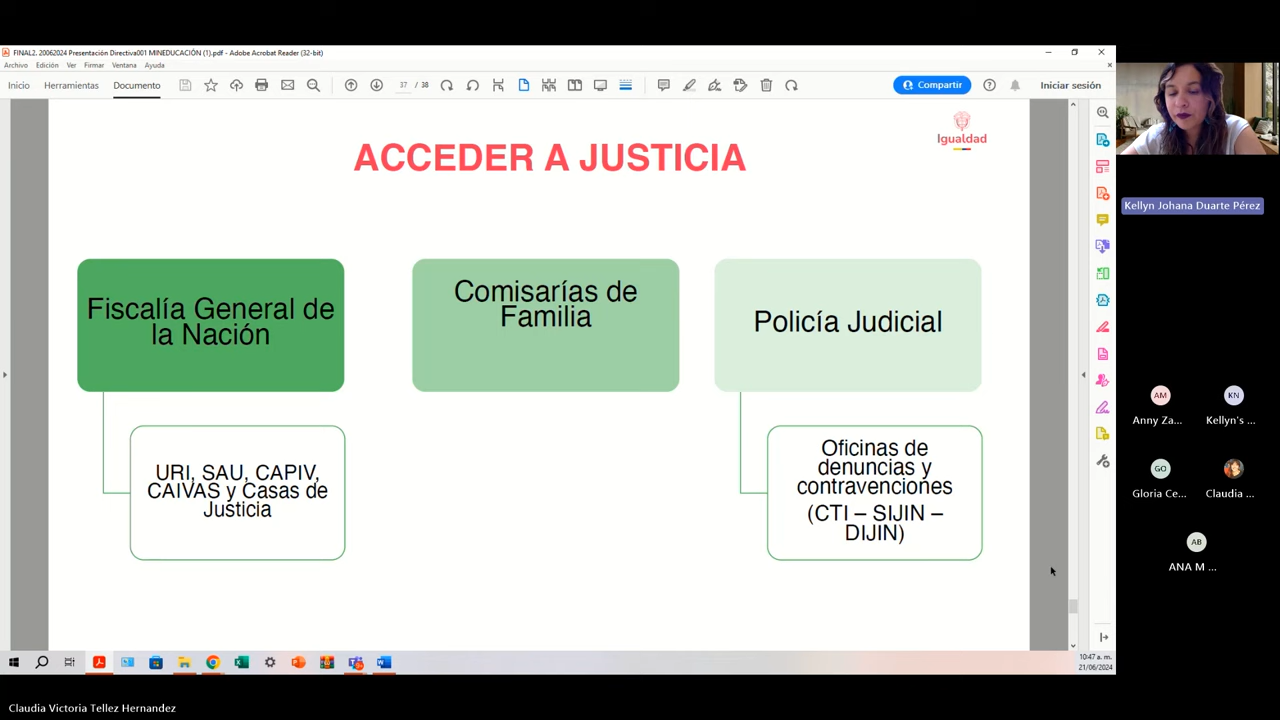 FINAL2. 20062024 Presentación Directiva001 MINEDUCACIÓN (1).pdf - Adobe Acrobat Reader (32-bit)
Archivo Edición Ver Firmar Ventana Ayuda
Inicio Herramientas Documento 37 / 38 Compartir Iniciar sesión
Igualdad
ACCEDER A JUSTICIA
Fiscalía General de
la Nación
Comisarías de
Familia
Policía Judicial
URI, SAU, CAPIV,
CAIVAS y Casas de
Justicia
Oficinas de
denuncias y
contravenciones
(CTI – SIJIN –
DIJIN)
Kellyn Johana Duarte Pérez
AM KN
Anny Za... Kellyn's ...
GO
Gloria Ce... Claudia ...
AB
ANA M ...
10:47 a. m.
21/06/2024
Claudia Victoria Tellez Hernandez